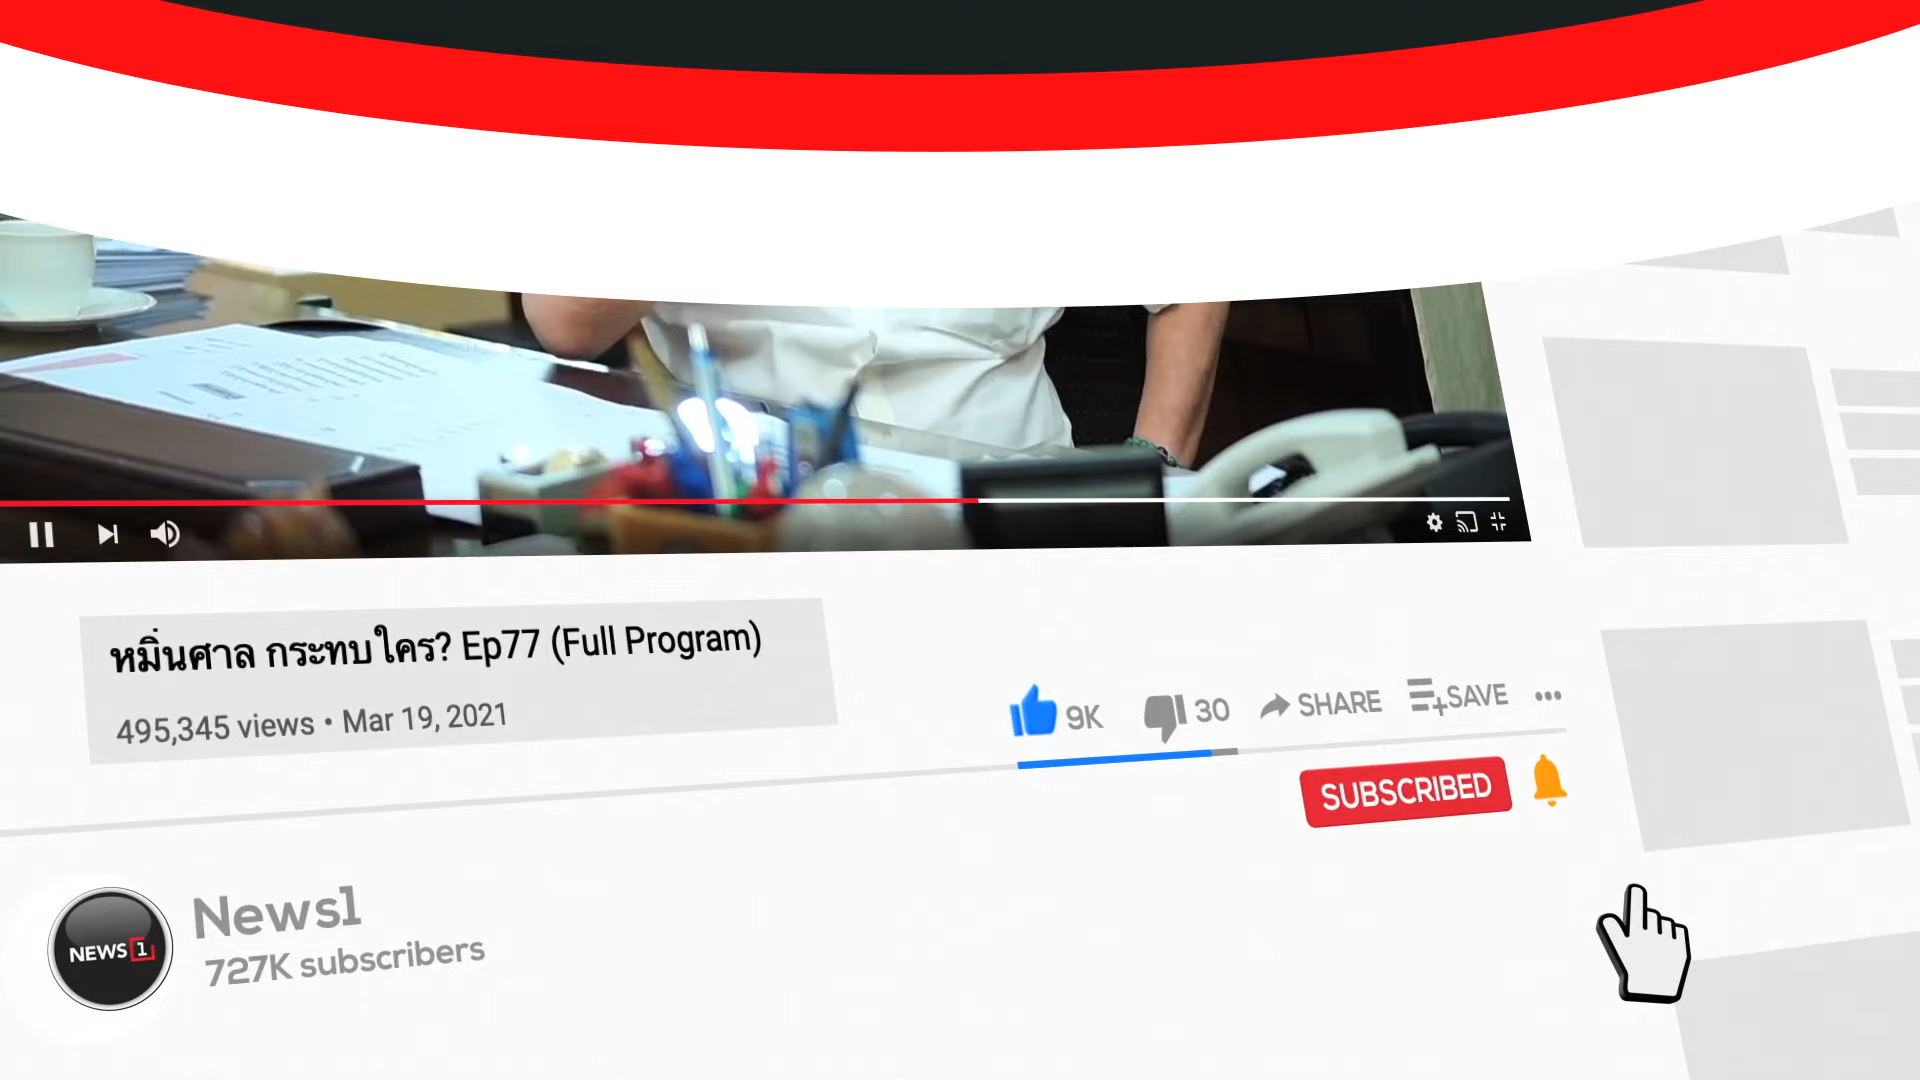 หมิ่นศาล กระทบใคร? Ep77 (Full Program)
495,345 views • Mar 19, 2021
9K
30
SHARE
SAVE
SUBSCRIBED
NEWS 1
News1
727K subscribers